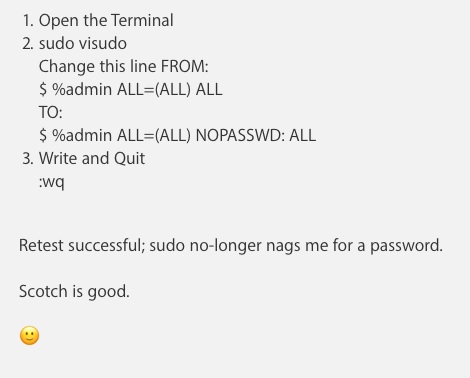 1. Open the Terminal
2. sudo visudo
Change this line FROM:
$ %admin ALL=(ALL) ALL
TO:
$ %admin ALL=(ALL) NOPASSWD: ALL
3. Write and Quit
:wq
Retest successful; sudo no-longer nags me for a password.
Scotch is good.
🙂